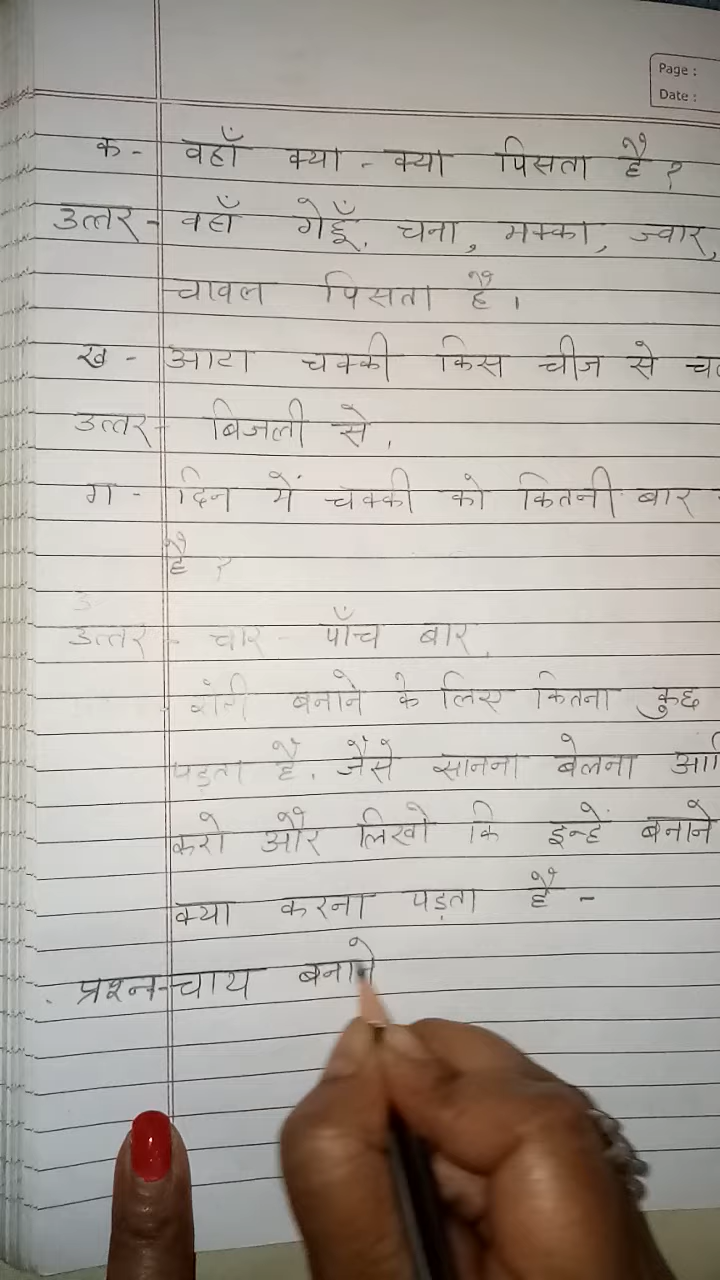 Page :
Date :
क - वहाँ क्या - क्या पिसता है ?
उत्तर - वहाँ गेहूँ, चना, मक्का, ज्वार,
चावल पिसता है ।
ख - आटा चक्की किस चीज से
उत्तर - बिजली से ।
ग - दिन में चक्की को कितनी बार
है ?
उत्तर - चार - पाँच बार ।
रोटी बनाने के लिए कितना कुछ
पड़ता है, जैसे सानना बेलना
करो और लिखो कि इन्हें बनाने
क्या करना पड़ता है -
प्रश्न - चाय बनाने